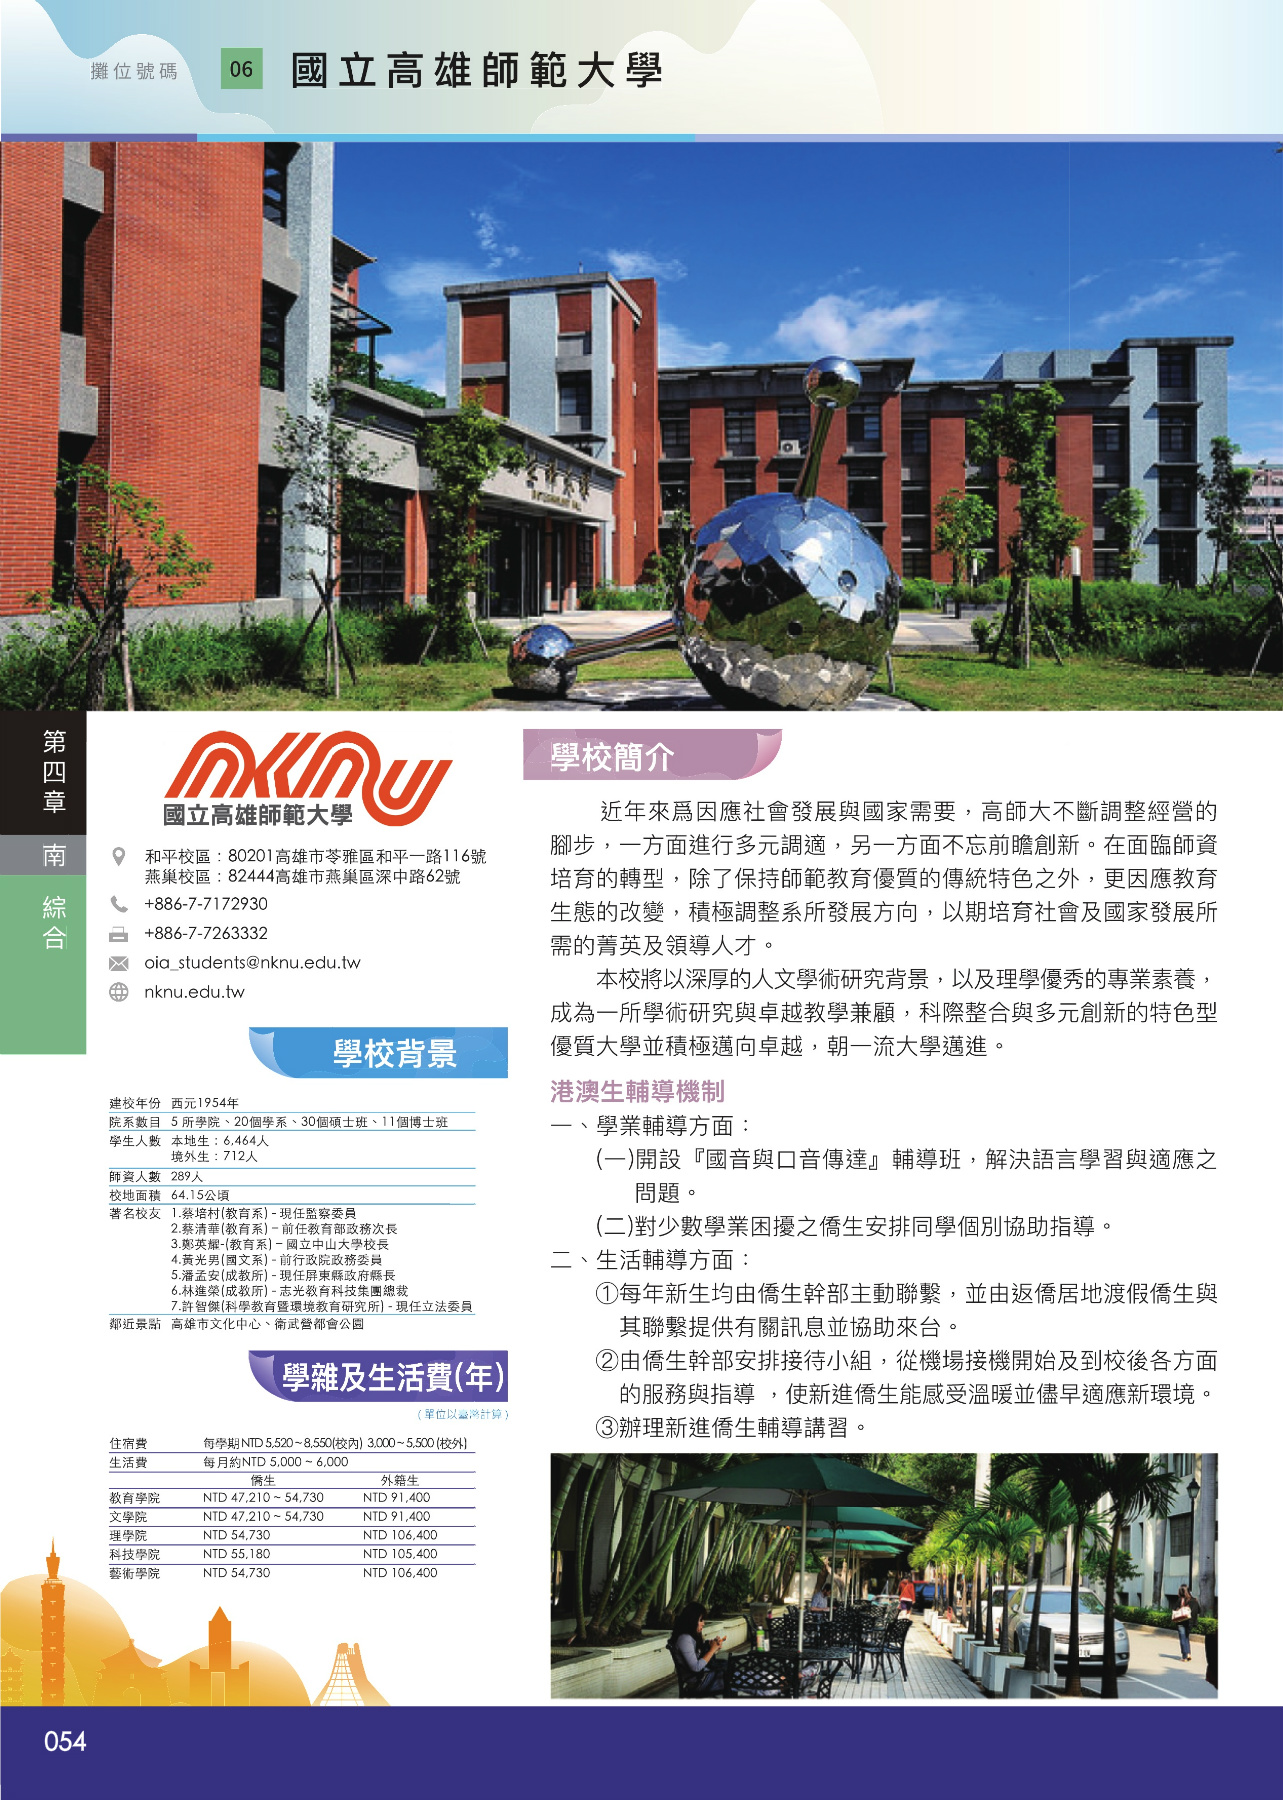 攤位號碼 06 國立高雄師範大學
第四章
南
綜合
nknu
國立高雄師範大學
和平校區：80201高雄市苓雅區和平一路116號
燕巢校區：82444高雄市燕巢區深中路62號
+886-7-7172930
+886-7-7263332
oia_students@nknu.edu.tw
nknu.edu.tw
學校背景
建校年份 西元1954年
院系數目 5 所學院、20個學系、30個碩士班、11個博士班
學生人數 本地生：6,464人
境外生：712人
師資人數 289人
校地面積 64.15公頃
著名校友 1.蔡培村(教育系) - 現任監察委員
2.蔡清華(教育系) – 前任教育部政務次長
3.鄭英耀-(教育系) – 國立中山大學校長
4.黃光男(國文系) - 前行政院政務委員
5.潘孟安(成教所) - 現任屏東縣政府縣長
6.林進榮(成教所) - 志光教育科技集團總裁
7.許智傑(科學教育暨環境教育研究所) - 現任立法委員
鄰近景點 高雄市文化中心、衛武營都會公園
學雜及生活費(年)
(單位以臺灣計算)
住宿費 每學期NTD 5,520 ~ 8,550(校內) 3,000 ~ 5,500 (校外)
生活費 每月約NTD 5,000 ~ 6,000
僑生 外籍生
教育學院 NTD 47,210 ~ 54,730 NTD 91,400
文學院 NTD 47,210 ~ 54,730 NTD 91,400
理學院 NTD 54,730 NTD 106,400
科技學院 NTD 55,180 NTD 105,400
藝術學院 NTD 54,730 NTD 106,400
學校簡介
近年來爲因應社會發展與國家需要，高師大不斷調整經營的
腳步，一方面進行多元調適，另一方面不忘前瞻創新。在面臨師資
培育的轉型，除了保持師範教育優質的傳統特色之外，更因應教育
生態的改變，積極調整系所發展方向，以期培育社會及國家發展所
需的菁英及領導人才。
本校將以深厚的人文學術研究背景，以及理學優秀的專業素養，
成為一所學術研究與卓越教學兼顧，科際整合與多元創新的特色型
優質大學並積極邁向卓越，朝一流大學邁進。
港澳生輔導機制
一、學業輔導方面：
(一)開設『國音與口音傳達』輔導班，解決語言學習與適應之
問題。
(二)對少數學業困擾之僑生安排同學個別協助指導。
二、生活輔導方面：
①每年新生均由僑生幹部主動聯繫，並由返僑居地渡假僑生與
其聯繫提供有關訊息並協助來台。
②由僑生幹部安排接待小組，從機場接機開始及到校後各方面
的服務與指導 ，使新進僑生能感受溫暖並儘早適應新環境。
③辦理新進僑生輔導講習。
054